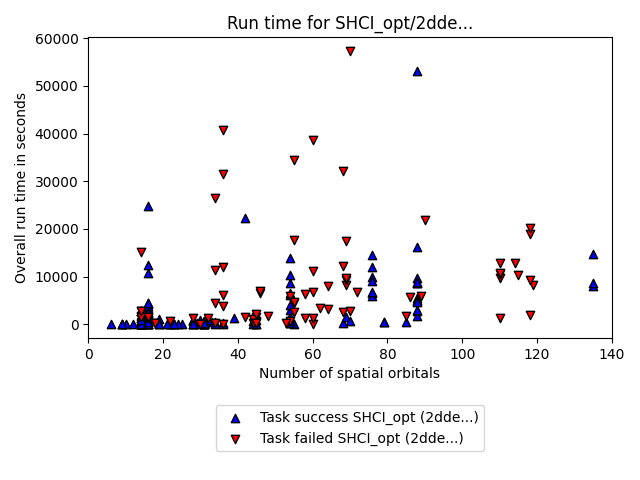 Run time for SHCI_opt/2dde...
Overall run time in seconds
60000
50000
40000
30000
20000
10000
0
0 20 40 60 80 100 120 140
Number of spatial orbitals
Task success SHCI_opt (2dde...)
Task failed SHCI_opt (2dde...)